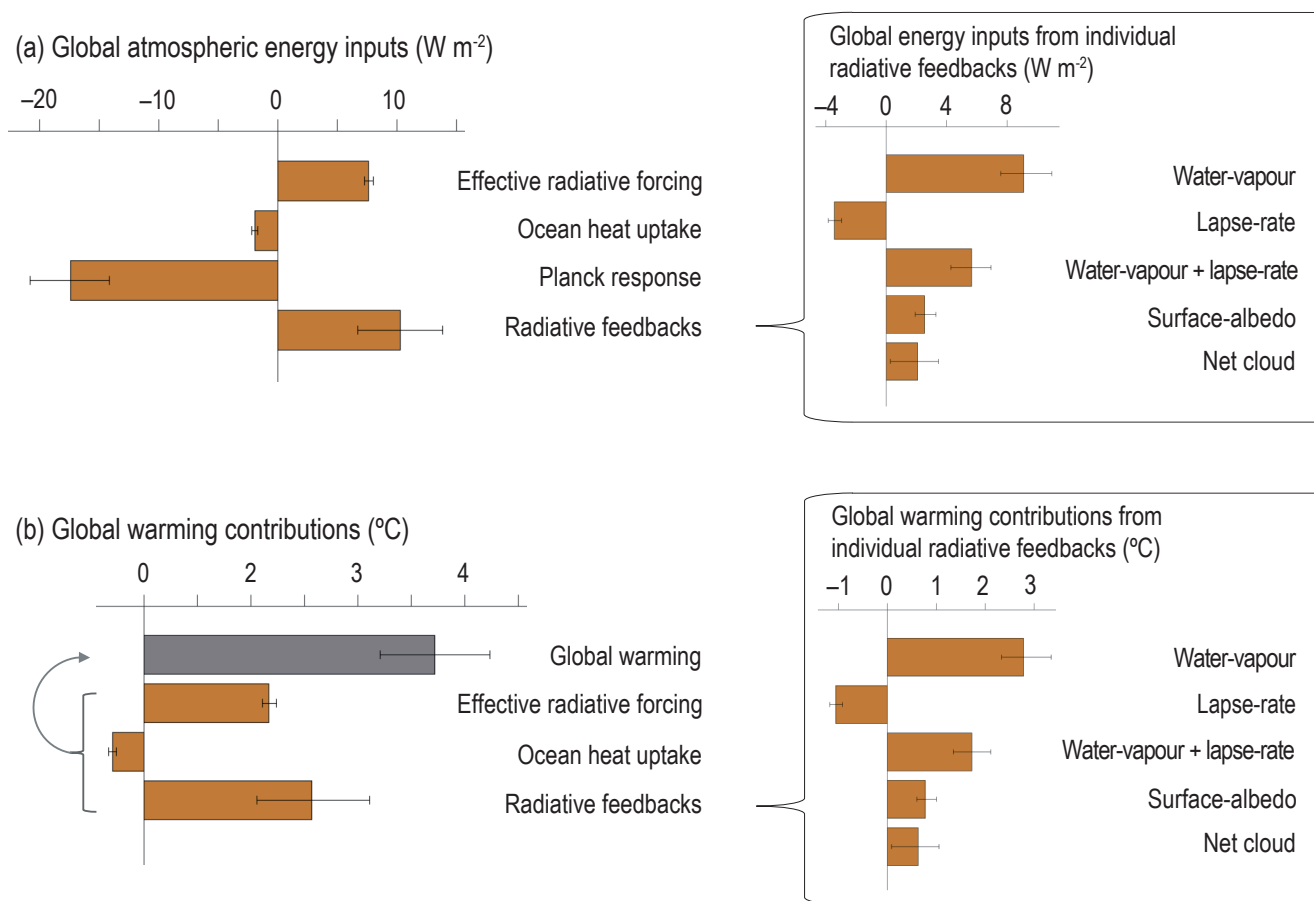 (a) Global atmospheric energy inputs (W m-2)
–20 –10 0 10
Effective radiative forcing
Ocean heat uptake
Planck response
Radiative feedbacks
Global energy inputs from individual
radiative feedbacks (W m-2)
–4 0 4 8
Water-vapour
Lapse-rate
Water-vapour + lapse-rate
Surface-albedo
Net cloud
(b) Global warming contributions (ºC)
0 2 3 4
Global warming
Effective radiative forcing
Ocean heat uptake
Radiative feedbacks
Global warming contributions from
individual radiative feedbacks (ºC)
–1 0 1 2 3
Water-vapour
Lapse-rate
Water-vapour + lapse-rate
Surface-albedo
Net cloud